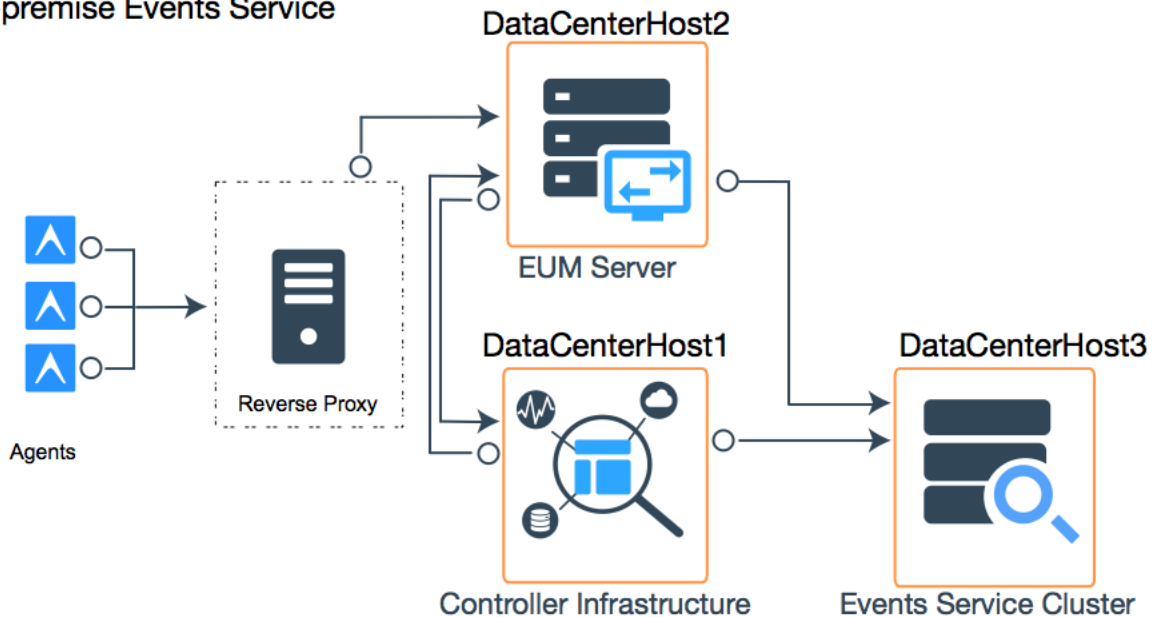 premise Events Service
DataCenterHost2
EUM Server
DataCenterHost1
DataCenterHost3
Reverse Proxy
Agents
Controller Infrastructure
Events Service Cluster